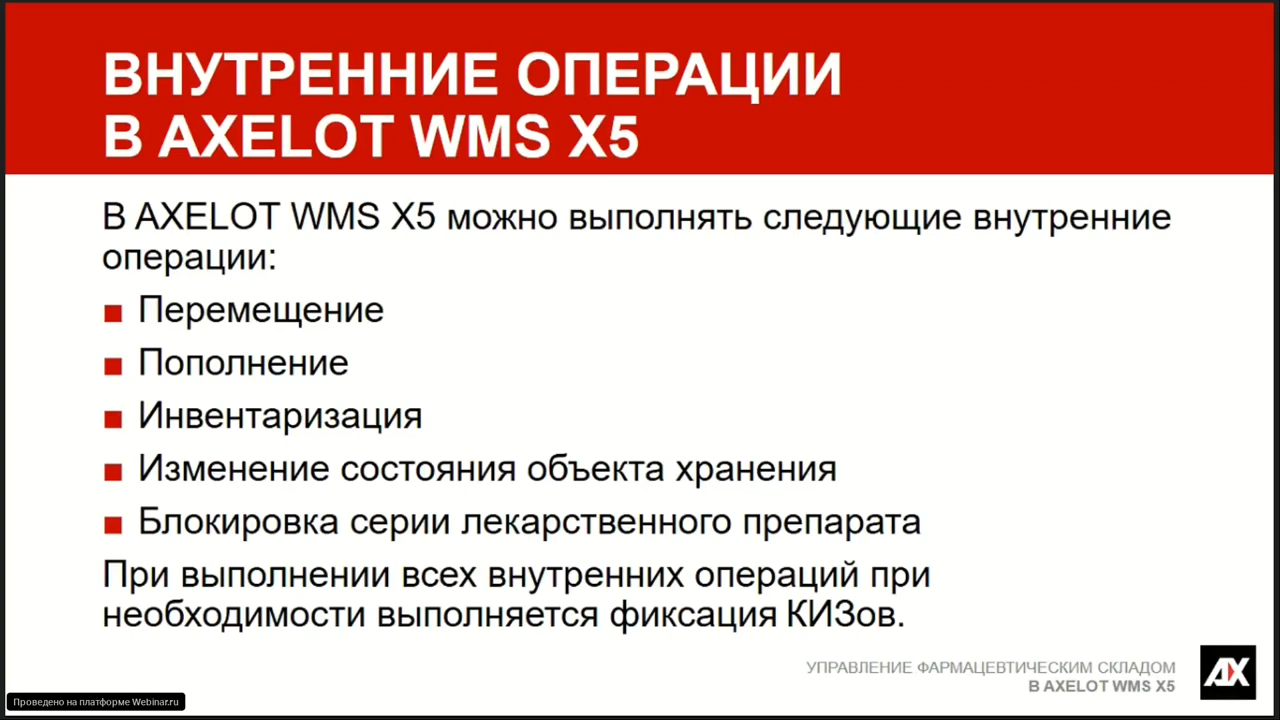 ВНУТРЕННИЕ ОПЕРАЦИИ
В AXELOT WMS X5
В AXELOT WMS X5 можно выполнять следующие внутренние
операции:
Перемещение
Пополнение
Инвентаризация
Изменение состояния объекта хранения
Блокировка серии лекарственного препарата
При выполнении всех внутренних операций при
необходимости выполняется фиксация КИЗов.
УПРАВЛЕНИЕ ФАРМАЦЕВТИЧЕСКИМ СКЛАДОМ
В AXELOT WMS X5
AX
Проведено на платформе Webinar.ru